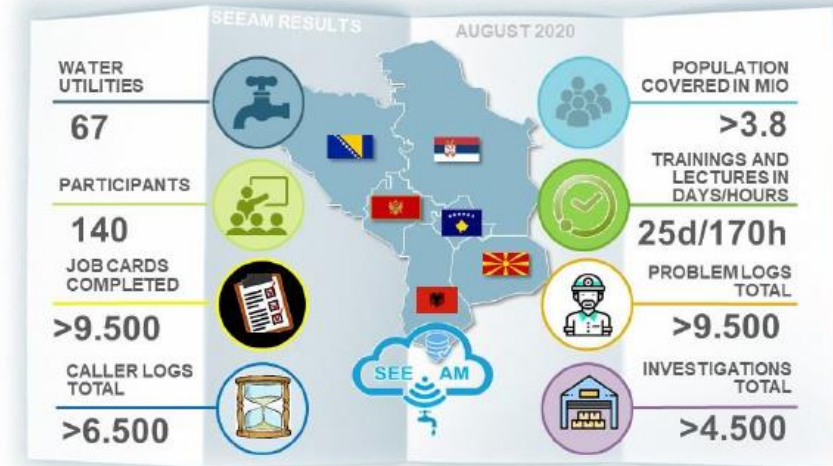 SEEAM RESULTS
AUGUST 2020
WATER
UTILITIES
67
PARTICIPANTS
140
JOB CARDS
COMPLETED
>9.500
CALLER LOGS
TOTAL
>6.500
SEE AM
POPULATION
COVERED IN MIO
>3.8
TRAININGS AND
LECTURES IN
DAYS/HOURS
25d/170h
PROBLEM LOGS
TOTAL
>9.500
INVESTIGATIONS
TOTAL
>4.500